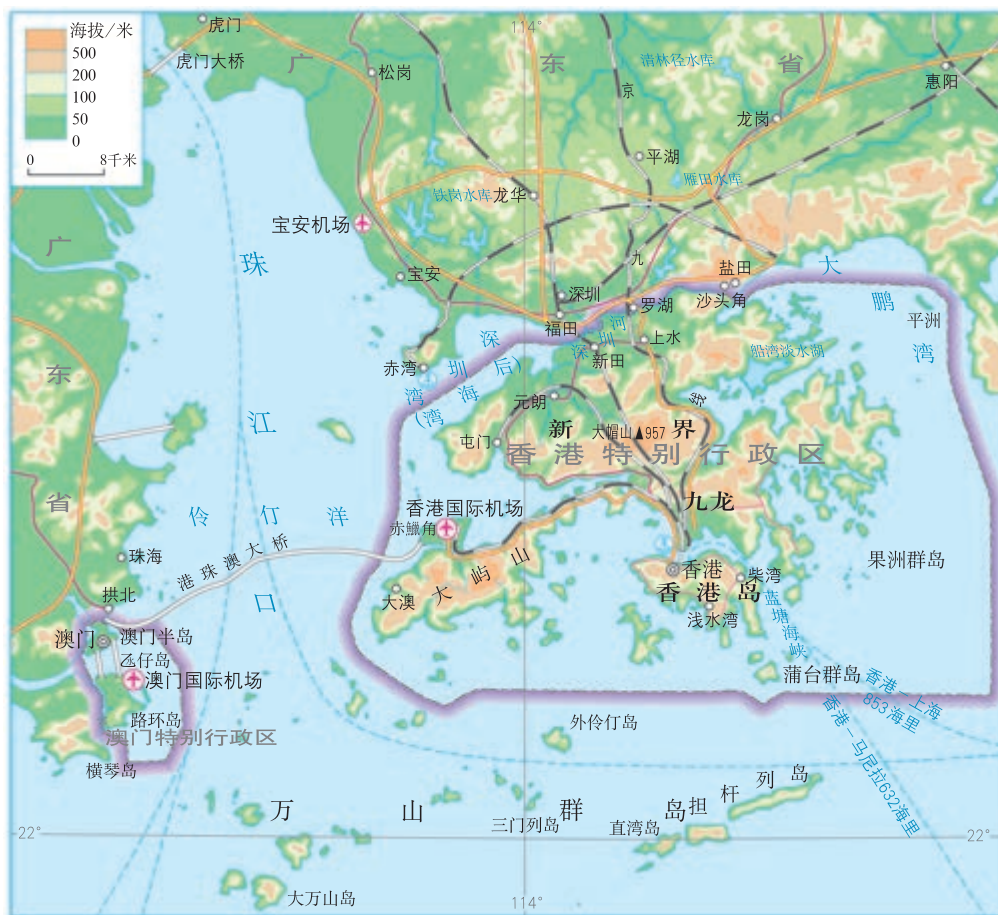 海拔/米
500
200
100
50
0
0 8千米
虎门
虎门大桥
广 东 省
松岗
114°
清林径水库
惠阳
京
龙岗
平湖
雁田水库
铁岗水库
龙华
广
宝安机场
珠
九
宝安
盐田
大
鹏
湾
沙头角
深圳
罗湖
平洲
福田
深圳河
上水
深圳湾
(后海湾)
新田
船湾淡水湖
赤湾
东
元朗
线
江
新界
大帽山▲957
屯门
香港特别行政区
省
九龙
香港国际机场
赤鱲角
伶仃洋
港珠澳大桥
珠海
果洲群岛
大屿山
香港
柴湾
大澳
香港岛
口
蓝塘海峡
拱北
浅水湾
澳门
澳门半岛
氹仔岛
澳门国际机场
蒲台群岛
香港－上海
853海里
路环岛
外伶仃岛
澳门特别行政区
香港－马尼拉632海里
横琴岛
担杆列岛
万山群岛
22°
三门列岛
直湾岛
22°
大万山岛
114°